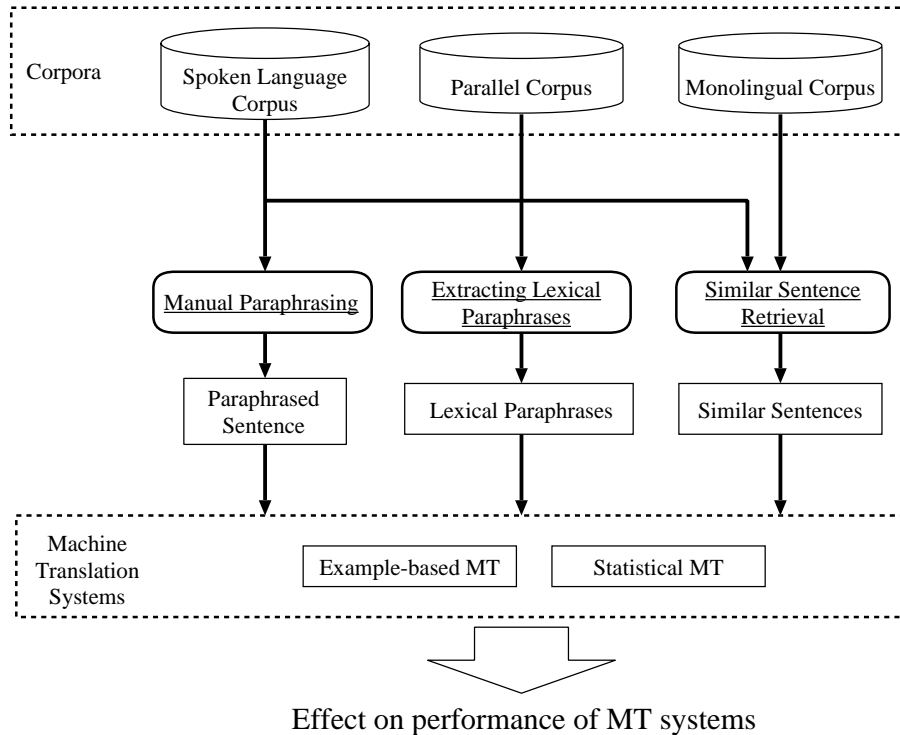 Corpora
Spoken Language
Corpus
Parallel Corpus
Monolingual Corpus
Manual Paraphrasing
Extracting Lexical
Paraphrases
Similar Sentence
Retrieval
Paraphrased
Sentence
Lexical Paraphrases
Similar Sentences
Machine
Translation
Systems
Example-based MT
Statistical MT
Effect on performance of MT systems